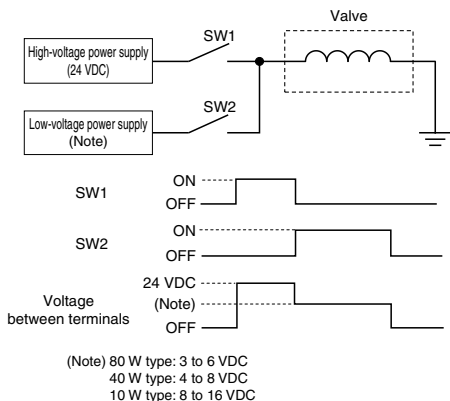 Valve
SW1
High-voltage power supply
(24 VDC)
SW2
Low-voltage power supply
(Note)
SW1
ON
OFF
SW2
ON
OFF
Voltage
between terminals
24 VDC
(Note)
OFF
(Note) 80 W type: 3 to 6 VDC
40 W type: 4 to 8 VDC
10 W type: 8 to 16 VDC